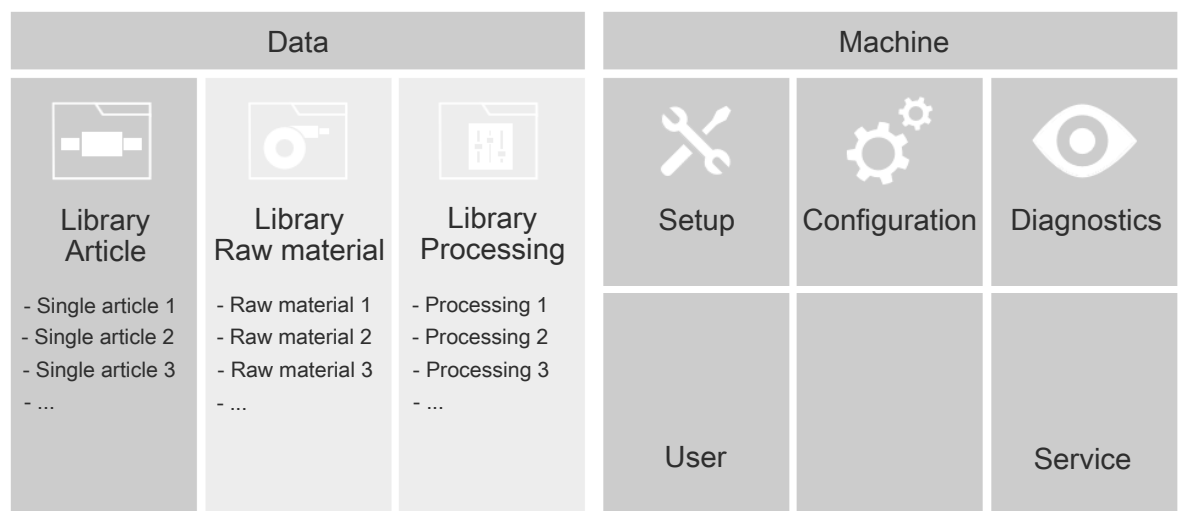 Data
Machine
Library
Article
- Single article 1
- Single article 2
- Single article 3
- ...
Library
Raw material
- Raw material 1
- Raw material 2
- Raw material 3
- ...
Library
Processing
- Processing 1
- Processing 2
- Processing 3
- ...
Setup
Configuration
Diagnostics
User
Service